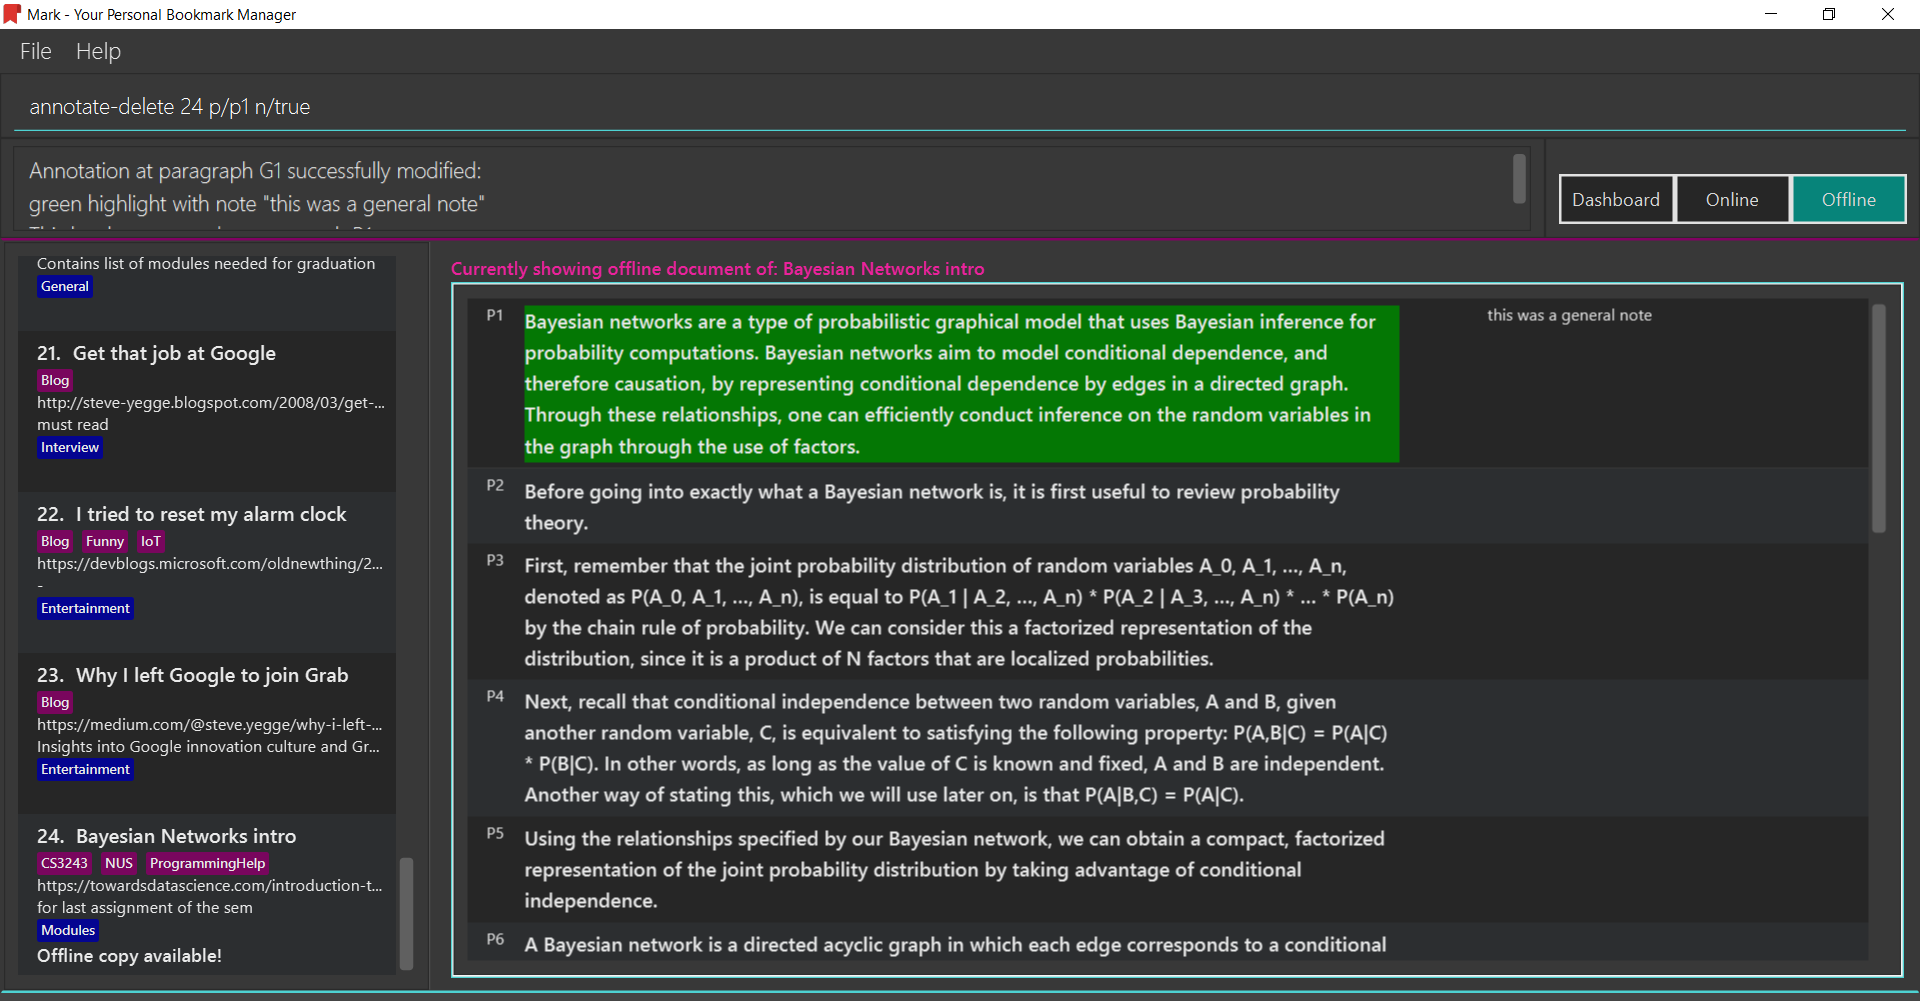 Mark - Your Personal Bookmark Manager
File Help
annotate-delete 24 p/p1 n/true
Annotation at paragraph G1 successfully modified:
green highlight with note "this was a general note"
Dashboard Online Offline
Contains list of modules needed for graduation
General
21. Get that job at Google
Blog
http://steve-yegge.blogspot.com/2008/03/get-...
must read
Interview
22. I tried to reset my alarm clock
Blog Funny IoT
https://devblogs.microsoft.com/oldnewthing/2...
-
Entertainment
23. Why I left Google to join Grab
Blog
https://medium.com/@steve.yegge/why-i-left-...
Insights into Google innovation culture and Gr...
Entertainment
24. Bayesian Networks intro
CS3243 NUS ProgrammingHelp
https://towardsdatascience.com/introduction-t...
for last assignment of the sem
Modules
Offline copy available!
Currently showing offline document of: Bayesian Networks intro
P1 Bayesian networks are a type of probabilistic graphical model that uses Bayesian inference for
probability computations. Bayesian networks aim to model conditional dependence, and
therefore causation, by representing conditional dependence by edges in a directed graph.
Through these relationships, one can efficiently conduct inference on the random variables in
the graph through the use of factors.
this was a general note
P2 Before going into exactly what a Bayesian network is, it is first useful to review probability
theory.
P3 First, remember that the joint probability distribution of random variables A_0, A_1, ..., A_n,
denoted as P(A_0, A_1, ..., A_n), is equal to P(A_1 | A_2, ..., A_n) * P(A_2 | A_3, ..., A_n) * ... * P(A_n)
by the chain rule of probability. We can consider this a factorized representation of the
distribution, since it is a product of N factors that are localized probabilities.
P4 Next, recall that conditional independence between two random variables, A and B, given
another random variable, C, is equivalent to satisfying the following property: P(A,B|C) = P(A|C)
* P(B|C). In other words, as long as the value of C is known and fixed, A and B are independent.
Another way of stating this, which we will use later on, is that P(A|B,C) = P(A|C).
P5 Using the relationships specified by our Bayesian network, we can obtain a compact, factorized
representation of the joint probability distribution by taking advantage of conditional
independence.
P6 A Bayesian network is a directed acyclic graph in which each edge corresponds to a conditional